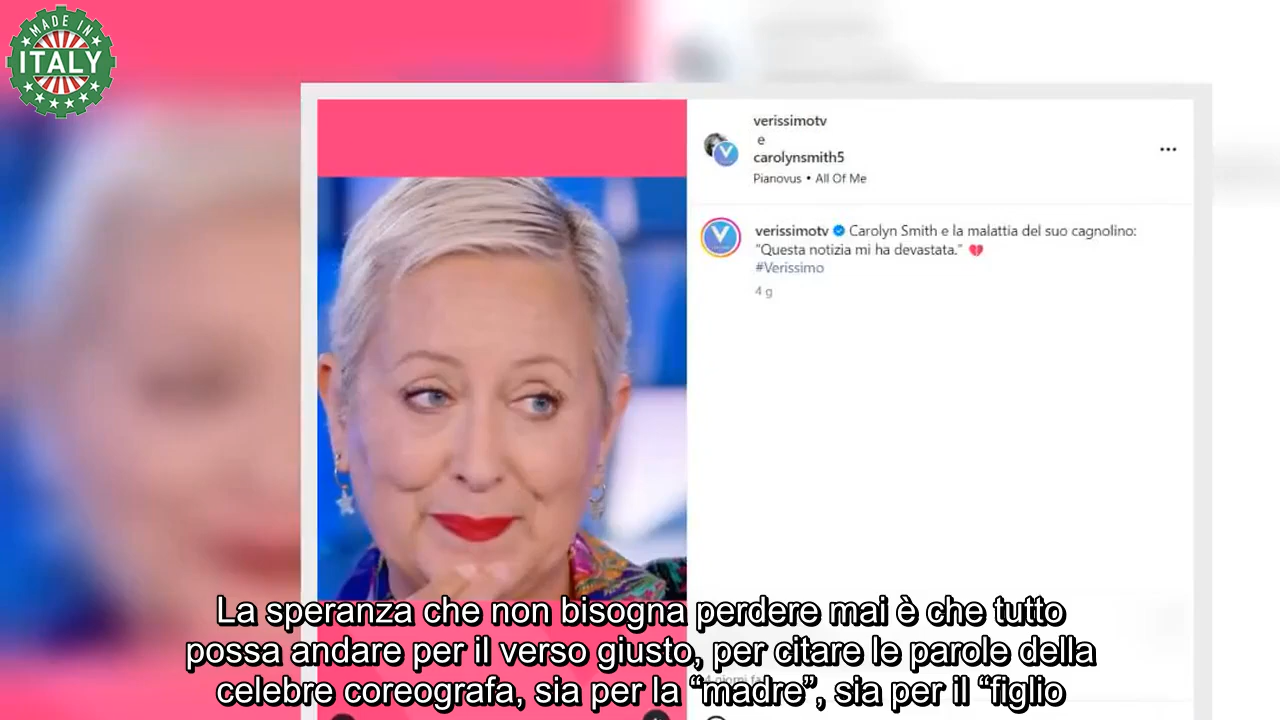 MADE IN
ITALY
verissimotv
e
carolynsmith5
Pianovus • All Of Me
verissimotv Carolyn Smith e la malattia del suo cagnolino:
"Questa notizia mi ha devastata."
#Verissimo
4 g
La speranza che non bisogna perdere mai è che tutto
possa andare per il verso giusto, per citare le parole della
celebre coreografa, sia per la “madre”, sia per il “figlio